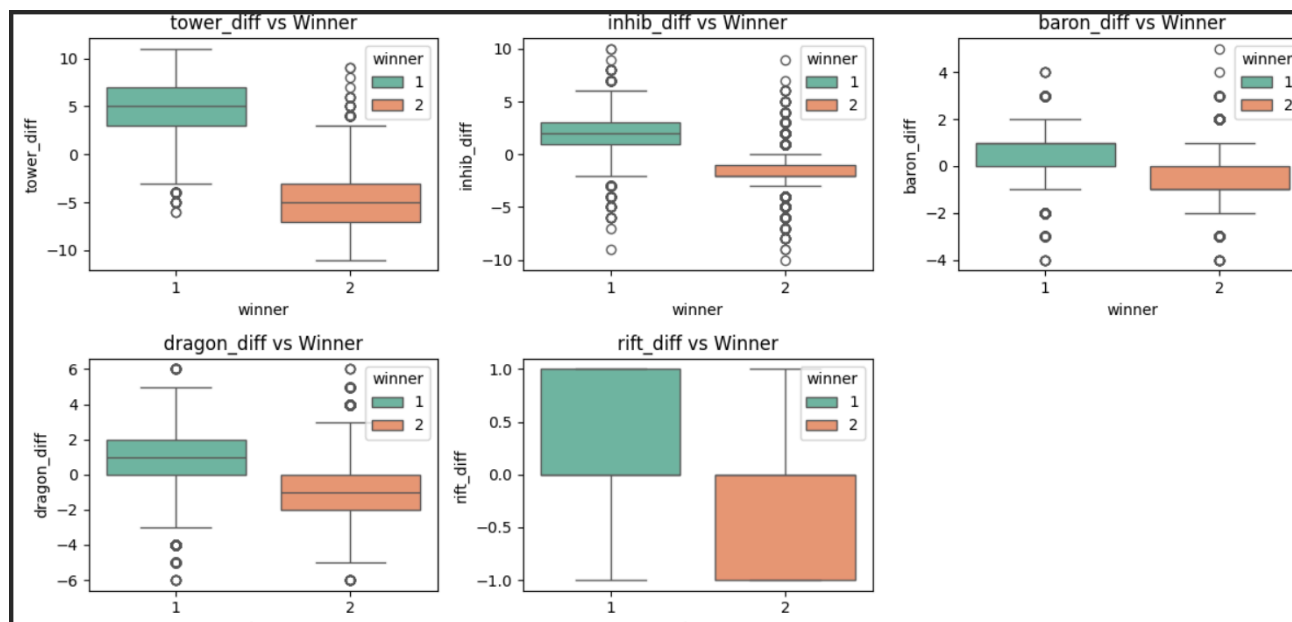 tower_diff vs Winner
inhib_diff vs Winner
baron_diff vs Winner
tower_diff
10
5
0
−5
−10
winner
1
2
1
2
winner
inhib_diff
10
5
0
−5
−10
winner
1
2
1
2
winner
baron_diff
4
2
0
−2
−4
winner
1
2
1
2
winner
dragon_diff vs Winner
rift_diff vs Winner
dragon_diff
6
4
2
0
−2
−4
−6
winner
1
2
1
2
rift_diff
1.0
0.5
0.0
−0.5
−1.0
winner
1
2
1
2